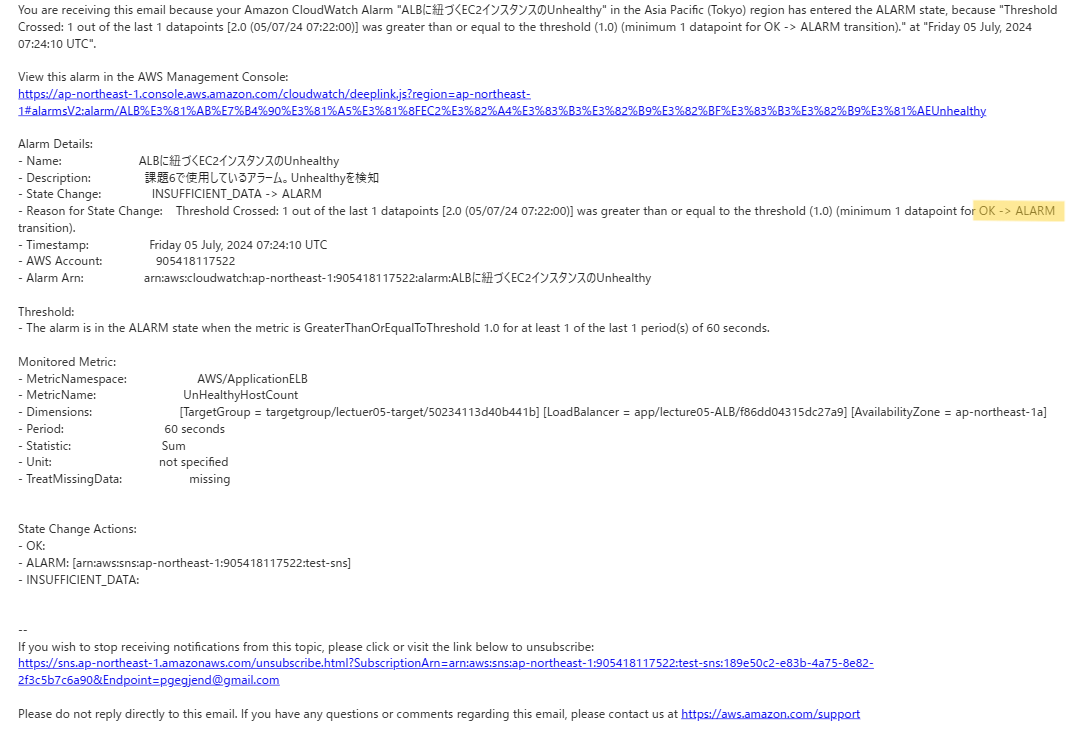 You are receiving this email because your Amazon CloudWatch Alarm "ALBに紐づくEC2インスタンスのUnhealthy" in the Asia Pacific (Tokyo) region has entered the ALARM state, because "Threshold
Crossed: 1 out of the last 1 datapoints [2.0 (05/07/24 07:22:00)] was greater than or equal to the threshold (1.0) (minimum 1 datapoint for OK -> ALARM transition)." at "Friday 05 July, 2024
07:24:10 UTC".
View this alarm in the AWS Management Console:
https://ap-northeast-1.console.aws.amazon.com/cloudwatch/deeplink.js?region=ap-northeast-
1#alarmsV2:alarm/ALB%E3%81%AB%E7%B4%90%E3%81%A5%E3%81%8FEC2%E3%82%A4%E3%83%B3%E3%82%B9%E3%82%BF%E3%83%B3%E3%82%B9%E3%81%AEUnhealthy
Alarm Details:
- Name: ALBに紐づくEC2インスタンスのUnhealthy
- Description: 課題6で使用しているアラーム。Unhealthyを検知
- State Change: INSUFFICIENT_DATA -> ALARM
- Reason for State Change: Threshold Crossed: 1 out of the last 1 datapoints [2.0 (05/07/24 07:22:00)] was greater than or equal to the threshold (1.0) (minimum 1 datapoint for OK -> ALARM
transition).
- Timestamp: Friday 05 July, 2024 07:24:10 UTC
- AWS Account: 905418117522
- Alarm Arn: arn:aws:cloudwatch:ap-northeast-1:905418117522:alarm:ALBに紐づくEC2インスタンスのUnhealthy
Threshold:
- The alarm is in the ALARM state when the metric is GreaterThanOrEqualToThreshold 1.0 for at least 1 of the last 1 period(s) of 60 seconds.
Monitored Metric:
- MetricNamespace: AWS/ApplicationELB
- MetricName: UnHealthyHostCount
- Dimensions: [TargetGroup = targetgroup/lectuer05-target/50234113d40b441b] [LoadBalancer = app/lecture05-ALB/f86dd04315dc27a9] [AvailabilityZone = ap-northeast-1a]
- Period: 60 seconds
- Statistic: Sum
- Unit: not specified
- TreatMissingData: missing
State Change Actions:
- OK:
- ALARM: [arn:aws:sns:ap-northeast-1:905418117522:test-sns]
- INSUFFICIENT_DATA:
--
If you wish to stop receiving notifications from this topic, please click or visit the link below to unsubscribe:
https://sns.ap-northeast-1.amazonaws.com/unsubscribe.html?SubscriptionArn=arn:aws:sns:ap-northeast-1:905418117522:test-sns:189e50c2-e83b-4a75-8e82-
2f3c5b7c6a90&Endpoint=pgegjend@gmail.com
Please do not reply directly to this email. If you have any questions or comments regarding this email, please contact us at https://aws.amazon.com/support